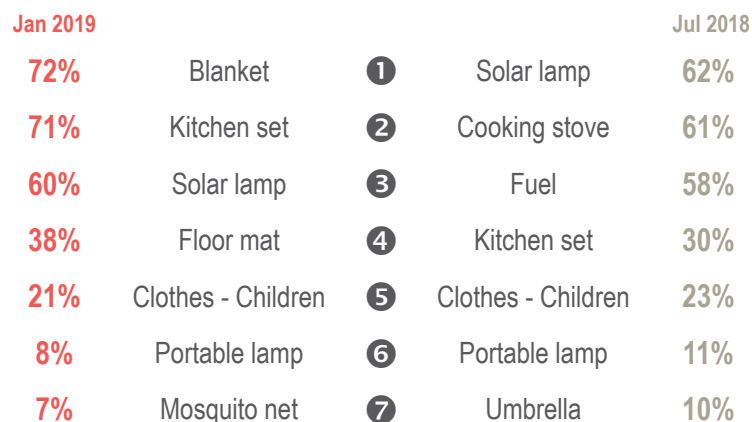 Jan 2019 Jul 2018
72% Blanket ❶ Solar lamp 62%
71% Kitchen set ❷ Cooking stove 61%
60% Solar lamp ❸ Fuel 58%
38% Floor mat ❹ Kitchen set 30%
21% Clothes - Children ❺ Clothes - Children 23%
8% Portable lamp ❻ Portable lamp 11%
7% Mosquito net ❼ Umbrella 10%